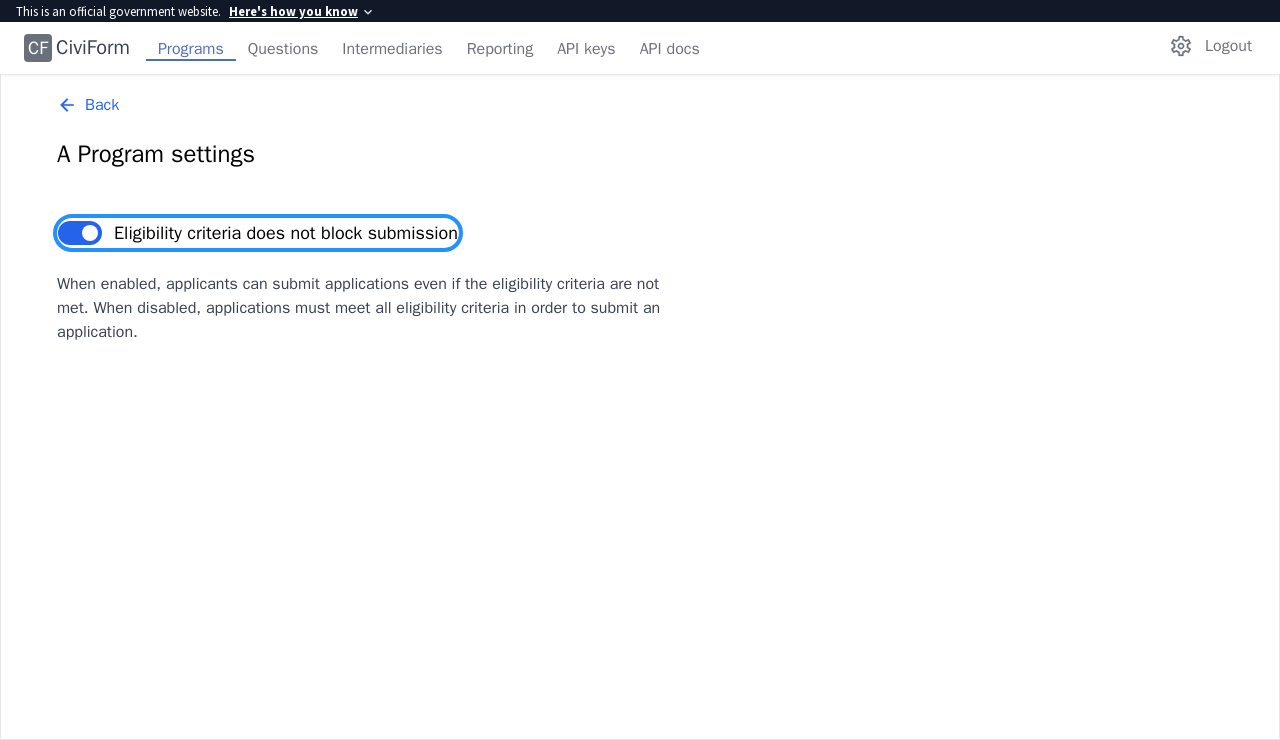 This is an official government website. Here's how you know
CF CiviForm Programs Questions Intermediaries Reporting API keys API docs Logout
Back
A Program settings
Eligibility criteria does not block submission
When enabled, applicants can submit applications even if the eligibility criteria are not
met. When disabled, applications must meet all eligibility criteria in order to submit an
application.